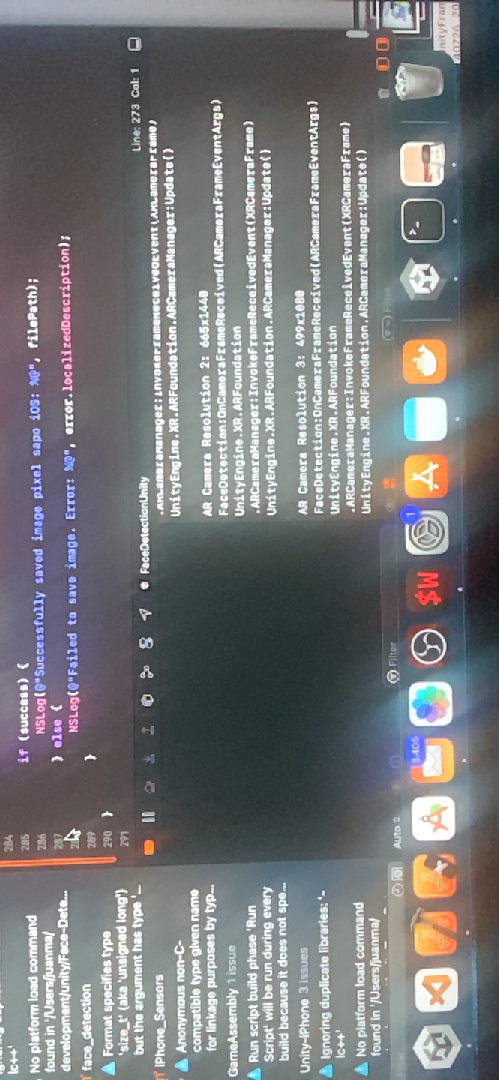 284
285 if (success) {
286 NSLog(@"Successfully saved image pixel sapo iOS: %@", filePath);
287 } else {
NSLog(@"Failed to save image. Error: %@", error.localizedDescription);
289 }
290 }
291
Line: 273 Col: 1
FaceDetectionUnity
.ARCameraManager:InvokeFrameReceivedEvent(XRCameraFrame)
UnityEngine.XR.ARFoundation.ARCameraManager:Update()
AR Camera Resolution 2: 665x1440
FaceDetection:OnCameraFrameReceived(ARCameraFrameEventArgs)
UnityEngine.XR.ARFoundation
.ARCameraManager:InvokeFrameReceivedEvent(XRCameraFrame)
UnityEngine.XR.ARFoundation.ARCameraManager:Update()
AR Camera Resolution 3: 499x1080
FaceDetection:OnCameraFrameReceived(ARCameraFrameEventArgs)
UnityEngine.XR.ARFoundation
.ARCameraManager:InvokeFrameReceivedEvent(XRCameraFrame)
UnityEngine.XR.ARFoundation.ARCameraManager:Update()
Auto
Filter
Filter
lc++'
No platform load command
found in '/Users/juanma/
development/unity/Face-Dete...
face_detection
Format specifies type
'size_t' (aka 'unsigned long')
but the argument has type '...
iPhone_Sensors
Anonymous non-C-
compatible type given name
for linkage purposes by typ...
GameAssembly 1 issue
Run script build phase 'Run
Script' will be run during every
build because it does not spe...
Unity-iPhone 3 issues
Ignoring duplicate libraries: '-
lc++'
No platform load command
found in '/Users/juanma/
3,405
M$
1